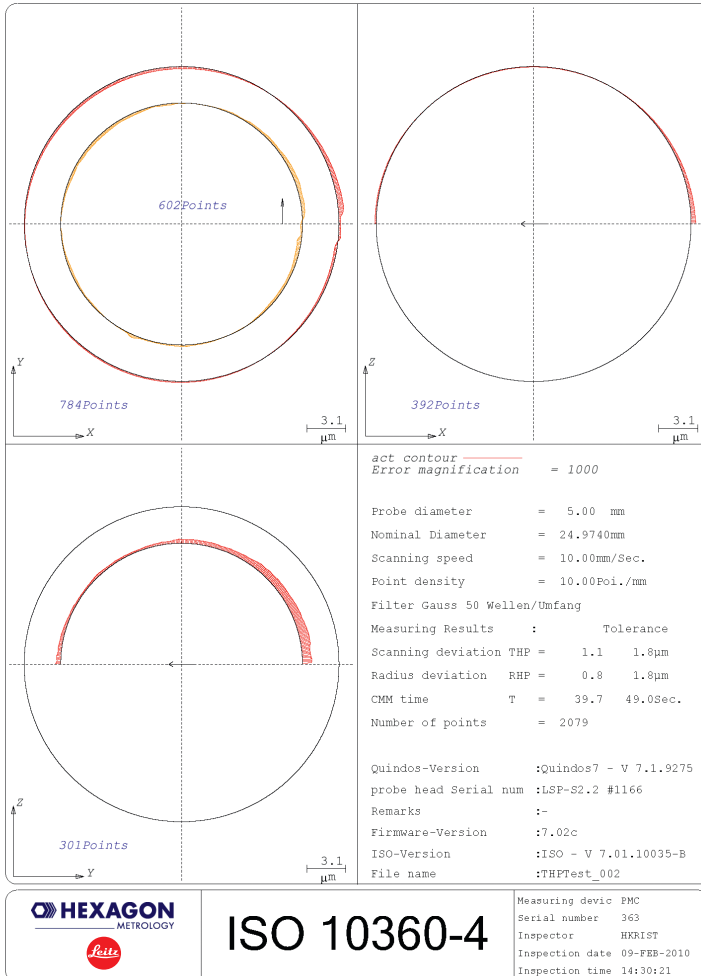 602Points
Y
784Points
X
3.1
µm
Z
392Points
X
3.1
µm
act contour
Error magnification = 1000
Probe diameter = 5.00 mm
Nominal Diameter = 24.9740mm
Scanning speed = 10.00mm/Sec.
Point density = 10.00Poi./mm
Filter Gauss 50 Wellen/Umfang
Measuring Results : Tolerance
Scanning deviation THP = 1.1 1.8µm
Radius deviation RHP = 0.8 1.8µm
CMM time T = 39.7 49.0Sec.
Number of points = 2079
Quindos-Version :Quindos7 - V 7.1.9275
probe head Serial num :LSP-S2.2 #1166
Remarks :-
Firmware-Version :7.02c
ISO-Version :ISO - V 7.01.10035-B
File name :THPTest_002
Z
301Points
Y
3.1
µm
HEXAGON
METROLOGY
Leitz
ISO 10360-4
Measuring devic PMC
Serial number 363
Inspector HKRIST
Inspection date 09-FEB-2010
Inspection time 14:30:21